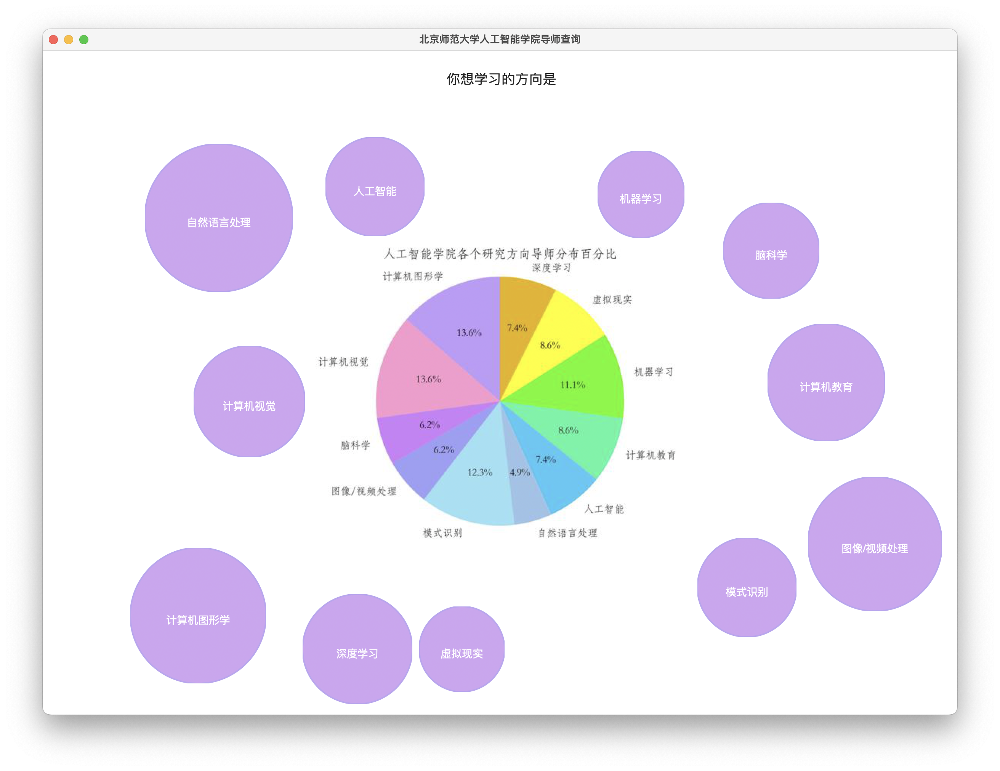 北京师范大学人工智能学院导师查询
你想学习的方向是
人工智能
机器学习
自然语言处理
脑科学
人工智能学院各个研究方向导师分布百分比
深度学习
计算机图形学
虚拟现实
7.4%
13.6%
8.6%
计算机视觉
机器学习
13.6%
11.1%
计算机教育
计算机视觉
6.2%
8.6%
脑科学
6.2%
计算机教育
7.4%
12.3%
4.9%
图像/视频处理
人工智能
模式识别
自然语言处理
图像/视频处理
模式识别
计算机图形学
深度学习
虚拟现实